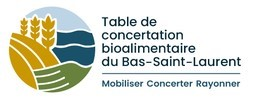 Table de
concertation
bioalimentaire
du Bas-Saint-Laurent
Mobiliser Concerter Rayonner